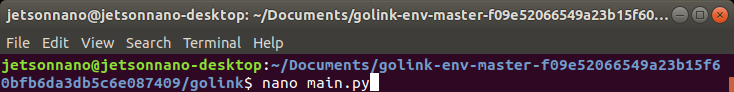 jetsonnano@jetsonnano-desktop: ~/Documents/golink-env-master-f09e52066549a23b15f60...
File Edit View Search Terminal Help
jetsonnano@jetsonnano-desktop:~/Documents/golink-env-master-f09e52066549a23b15f6
0bfb6da3db5c6e087409/golink$ nano main.py